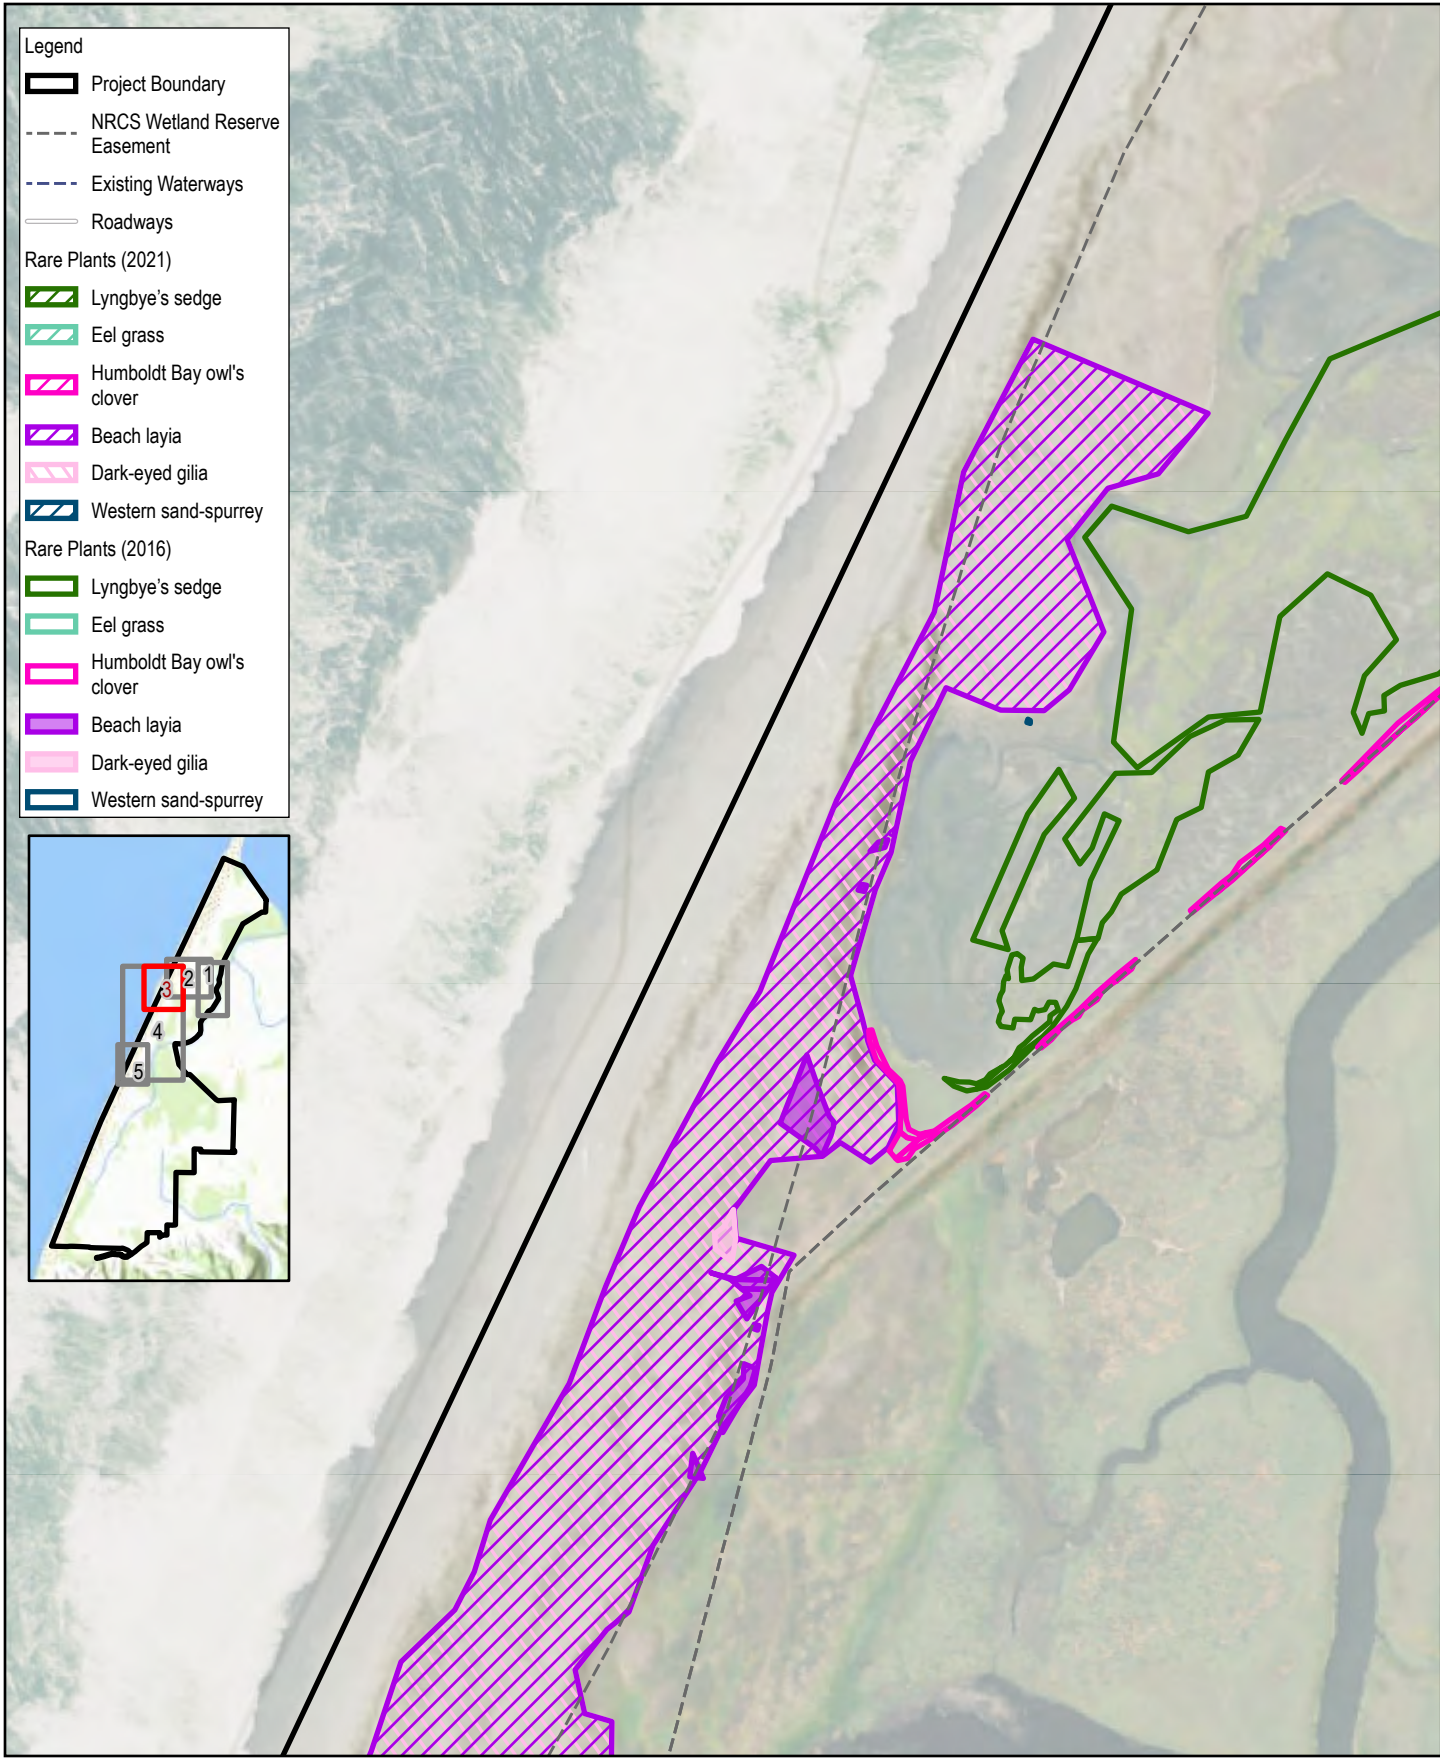 Legend
Project Boundary
NRCS Wetland Reserve
Easement
Existing Waterways
Roadways
Rare Plants (2021)
Lyngbye's sedge
Eel grass
Humboldt Bay owl's
clover
Beach layia
Dark-eyed gilia
Western sand-spurrey
Rare Plants (2016)
Lyngbye's sedge
Eel grass
Humboldt Bay owl's
clover
Beach layia
Dark-eyed gilia
Western sand-spurrey
1
2
3
4
5